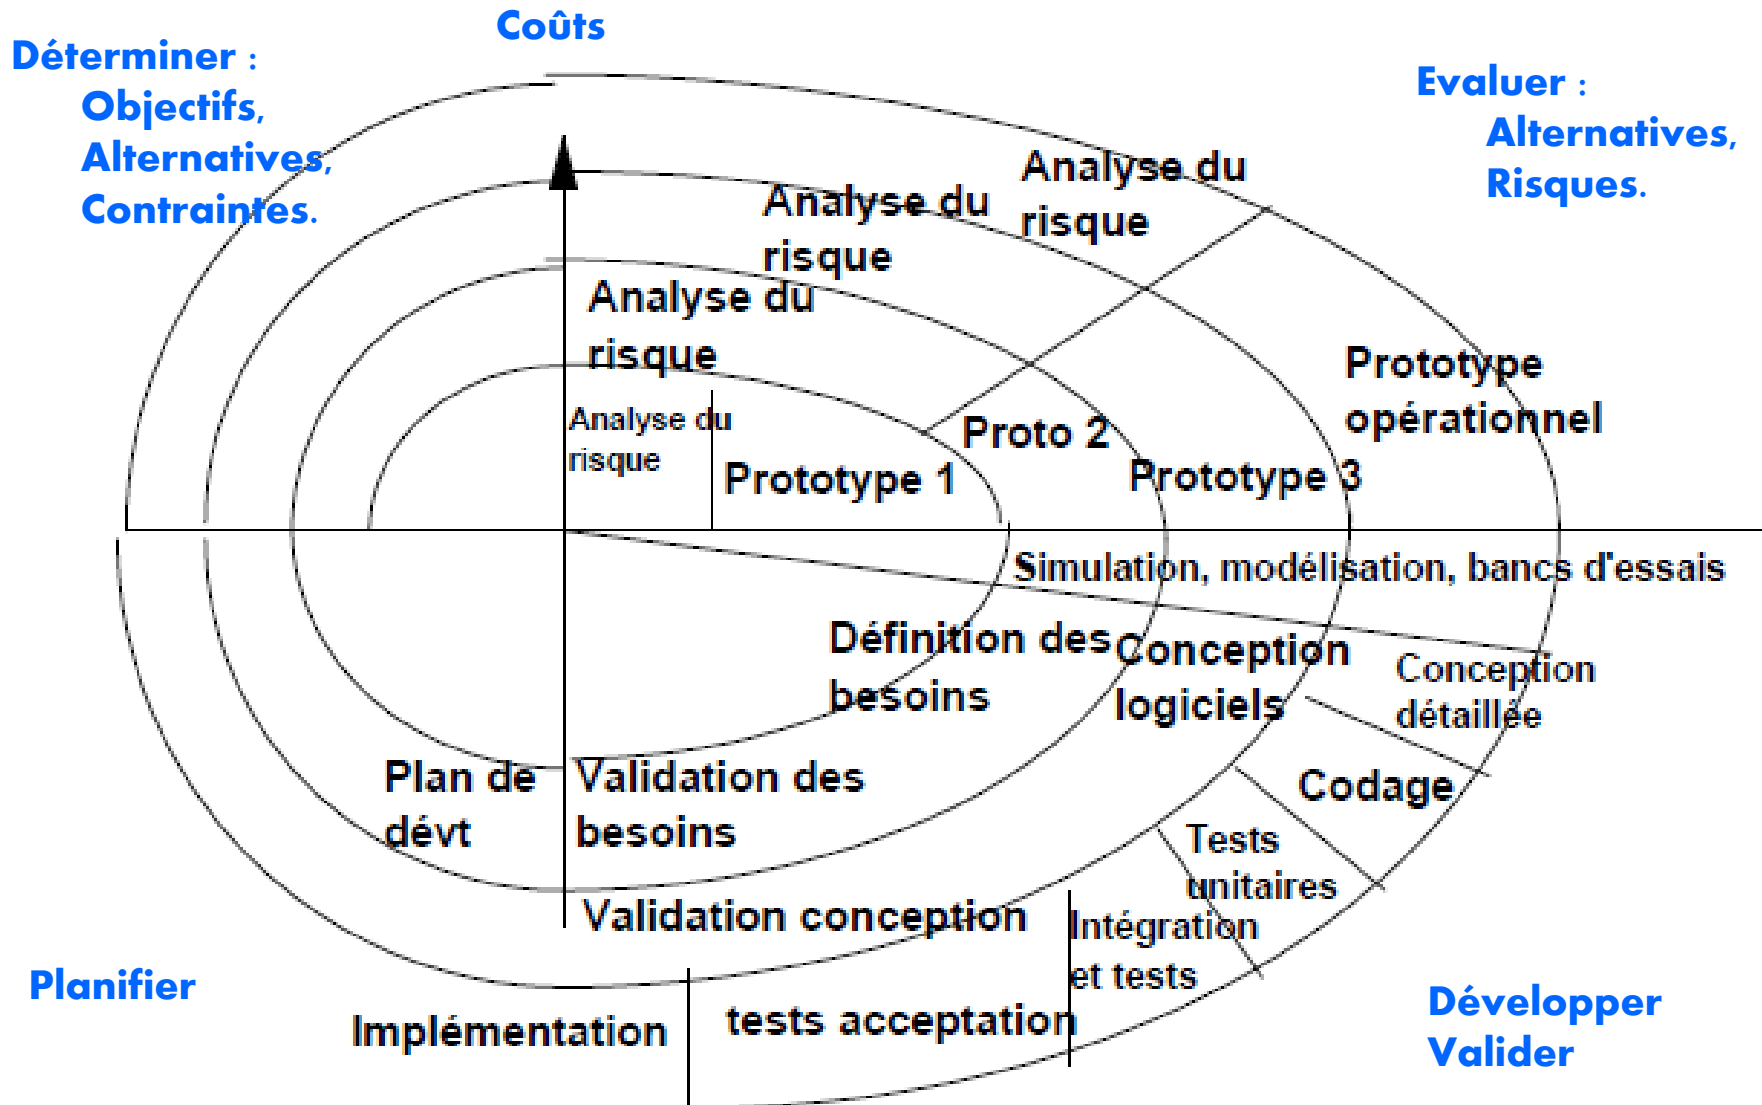 Coûts
Déterminer :
Objectifs,
Alternatives,
Contraintes.
Evaluer :
Alternatives,
Risques.
Analyse du
risque
Analyse du
risque
Analyse du
risque
Analyse du
risque
Prototype 1
Proto 2
Prototype 3
Prototype
opérationnel
Simulation, modélisation, bancs d'essais
Définition des
besoins
Conception
logiciels
Conception
détaillée
Plan de
dévt
Validation des
besoins
Codage
Tests
unitaires
Validation conception
Intégration
et tests
Planifier
Implémentation
tests acceptation
Développer
Valider